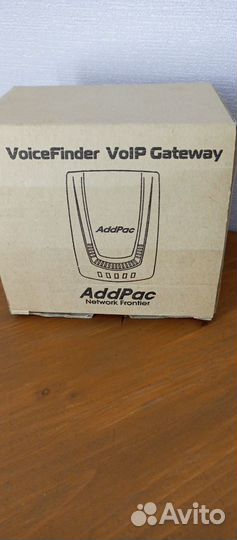 VoiceFinder VoIP Gateway
AddPac
AddPac
Network Frontier
Avito